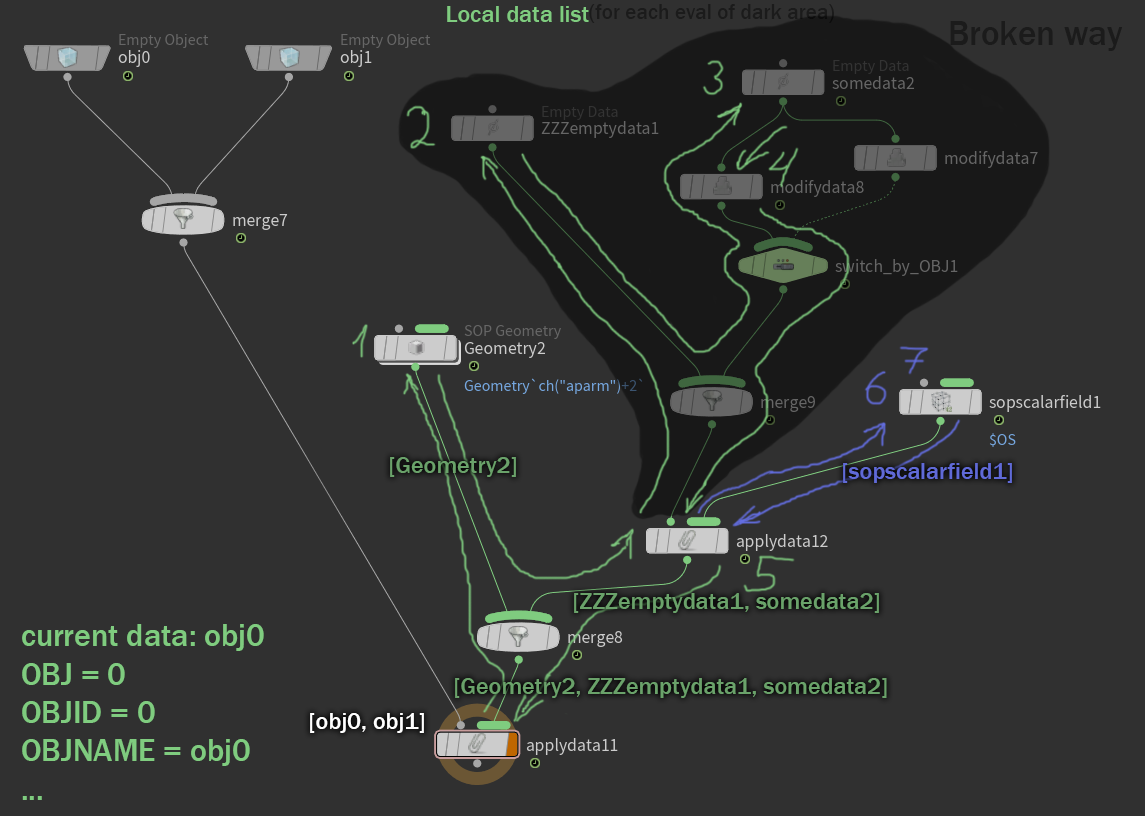 Local data list(for each eval of dark area)
Broken way
Empty Object
obj0
Empty Object
obj1
3
Empty Data
somedata2
2
Empty Data
ZZZemptydata1
4
modifydata7
modifydata8
merge7
switch_by_OBJ1
1
SOP Geometry
Geometry2
Geometry`ch("aparm")+2`
6
7
merge9
sopscalarfield1
$OS
[Geometry2]
[sopscalarfield1]
applydata12
5
[ZZZemptydata1, somedata2]
merge8
current data: obj0
OBJ = 0
OBJID = 0
OBJNAME = obj0
...
[Geometry2, ZZZemptydata1, somedata2]
[obj0, obj1]
applydata11